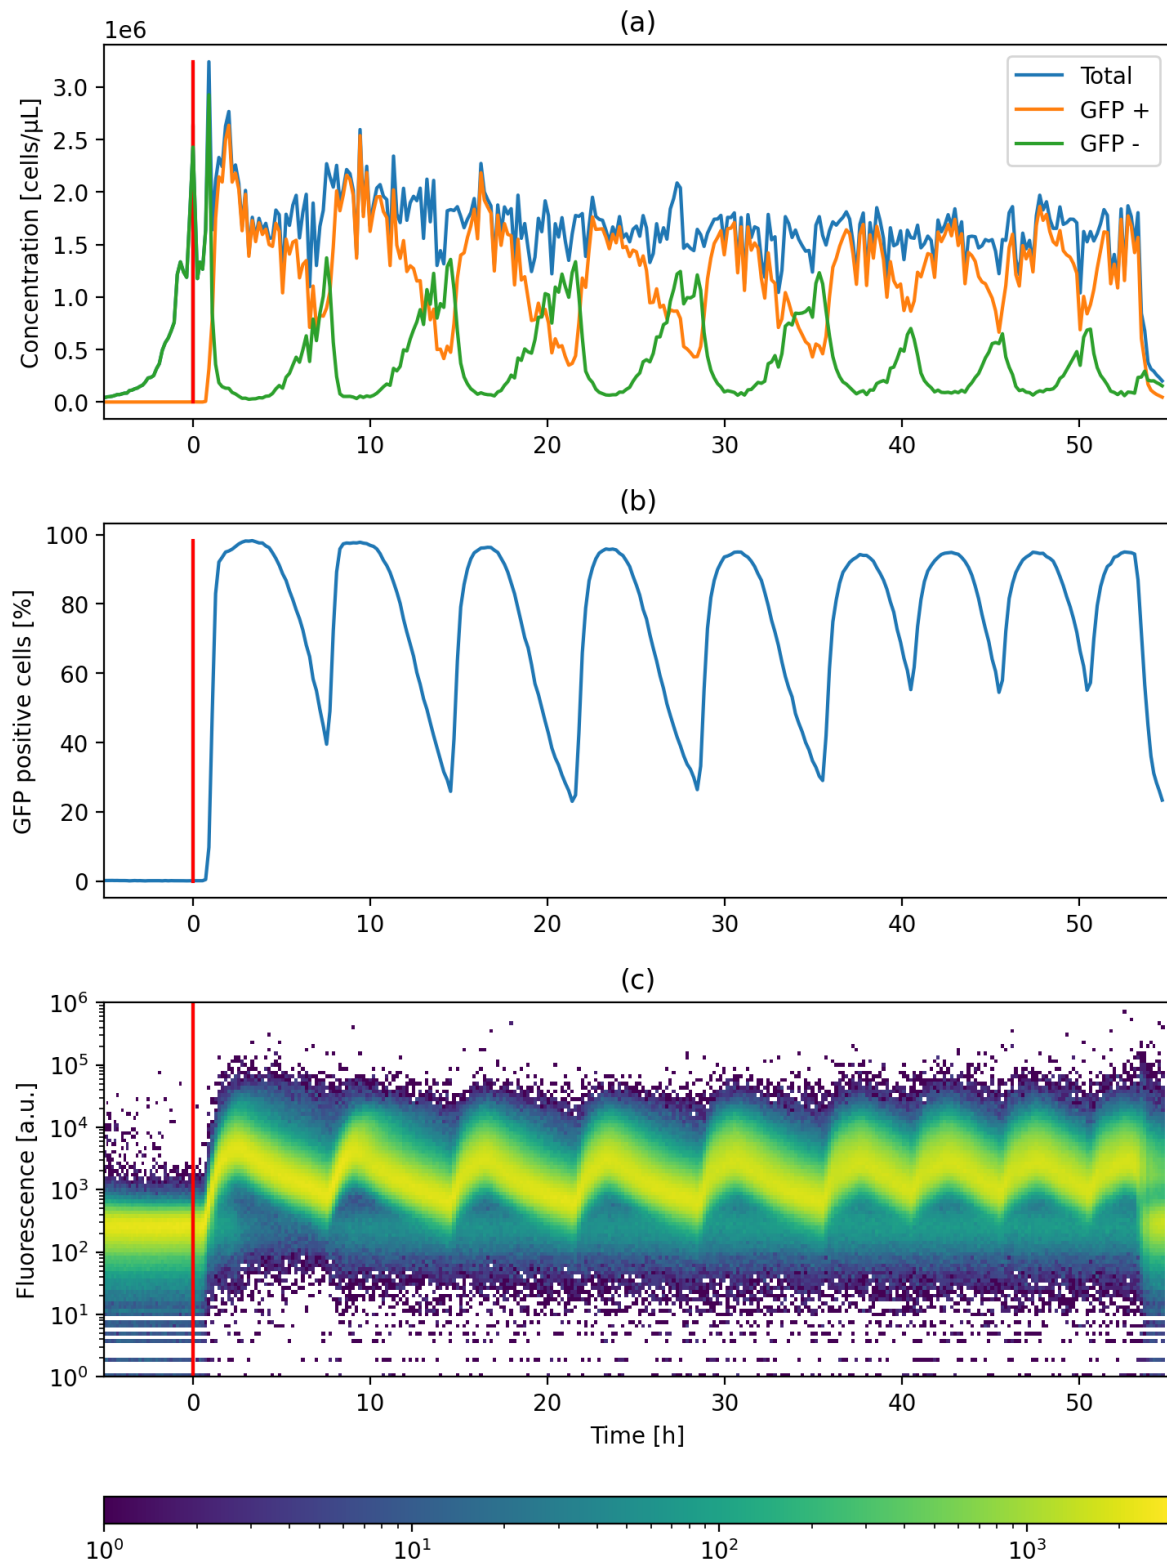 (a)
1e6
Concentration [cells/µL]
3.0
2.5
2.0
1.5
1.0
0.5
0.0
Total
GFP +
GFP -
0 10 20 30 40 50
(b)
GFP positive cells [%]
100
80
60
40
20
0
0 10 20 30 40 50
(c)
Fluorescence [a.u.]
10⁶
10⁵
10⁴
10³
10²
10¹
10⁰
0 10 20 30 40 50
Time [h]
10⁰ 10¹ 10² 10³